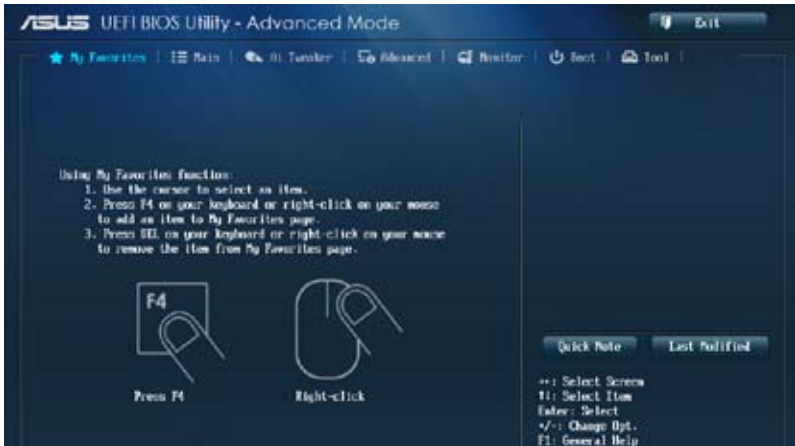 ASUS UEFI BIOS Utility - Advanced Mode
Exit
My Favorites
Main
Ai Tweaker
Advanced
Monitor
Boot
Tool
Using My Favorites function:
1. Use the cursor to select an item.
2. Press F4 on your keyboard or right-click on your mouse
to add an item to My Favorites page.
3. Press DEL on your keyboard or right-click on your mouse
to remove the item from My Favorites page.
F4
Press F4
Right-click
Quick Note
Last Modified
→←: Select Screen
↑↓: Select Item
Enter: Select
+/-: Change Opt.
F1: General Help